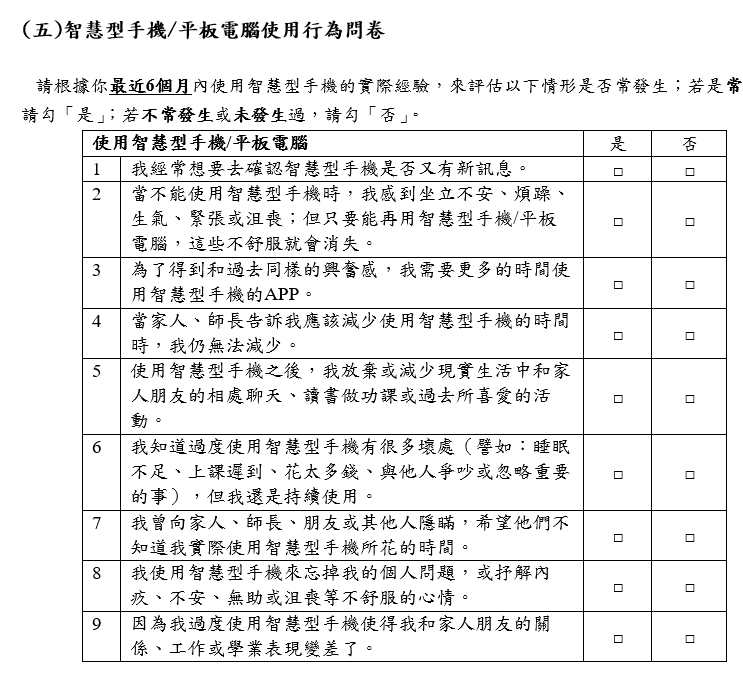 (五)智慧型手機/平板電腦使用行為問卷
請根據你最近6個月內使用智慧型手機的實際經驗，來評估以下情形是否常發生；若是常
請勾「是」；若不常發生或未發生過，請勾「否」。
使用智慧型手機/平板電腦 是 否
1 我經常想要去確認智慧型手機是否又有新訊息。 □ □
2 當不能使用智慧型手機時，我感到坐立不安、煩躁、
生氣、緊張或沮喪；但只要能再用智慧型手機/平板
電腦，這些不舒服就會消失。 □ □
3 為了得到和過去同樣的興奮感，我需要更多的時間使
用智慧型手機的APP。 □ □
4 當家人、師長告訴我應該減少使用智慧型手機的時間
時，我仍無法減少。 □ □
5 使用智慧型手機之後，我放棄或減少現實生活中和家
人朋友的相處聊天、讀書做功課或過去所喜愛的活
動。 □ □
6 我知道過度使用智慧型手機有很多壞處（譬如：睡眠
不足、上課遲到、花太多錢、與他人爭吵或忽略重要
的事），但我還是持續使用。 □ □
7 我曾向家人、師長、朋友或其他人隱瞞，希望他們不
知道我實際使用智慧型手機所花的時間。 □ □
8 我使用智慧型手機來忘掉我的個人問題，或抒解內
疚、不安、無助或沮喪等不舒服的心情。 □ □
9 因為我過度使用智慧型手機使得我和家人朋友的關
係、工作或學業表現變差了。 □ □